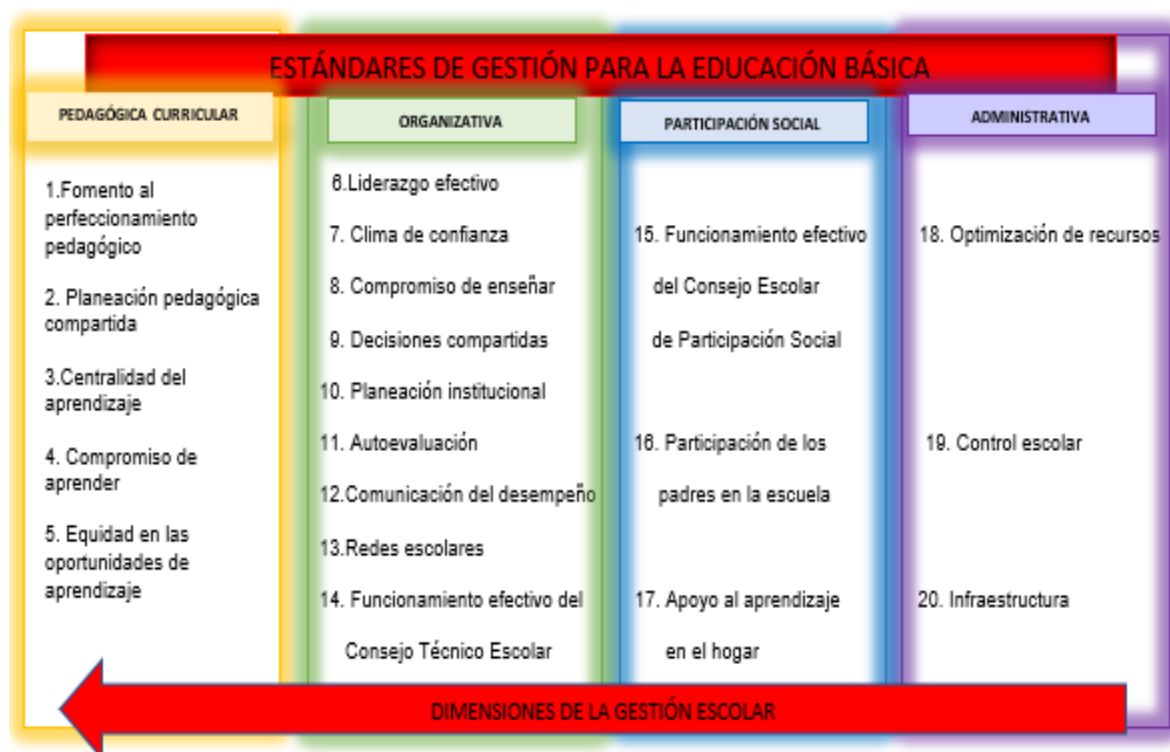 ESTÁNDARES DE GESTIÓN PARA LA EDUCACIÓN BÁSICA
PEDAGÓGICA CURRICULAR
1.Fomento al
perfeccionamiento
pedagógico
2. Planeación pedagógica
compartida
3.Centralidad del
aprendizaje
4. Compromiso de
aprender
5. Equidad en las
oportunidades de
aprendizaje
ORGANIZATIVA
6.Liderazgo efectivo
7. Clima de confianza
8. Compromiso de enseñar
9. Decisiones compartidas
10. Planeación institucional
11. Autoevaluación
12.Comunicación del desempeño
13.Redes escolares
14. Funcionamiento efectivo del
Consejo Técnico Escolar
PARTICIPACIÓN SOCIAL
15. Funcionamiento efectivo
del Consejo Escolar
de Participación Social
16. Participación de los
padres en la escuela
17. Apoyo al aprendizaje
en el hogar
ADMINISTRATIVA
18. Optimización de recursos
19. Control escolar
20. Infraestructura
DIMENSIONES DE LA GESTIÓN ESCOLAR